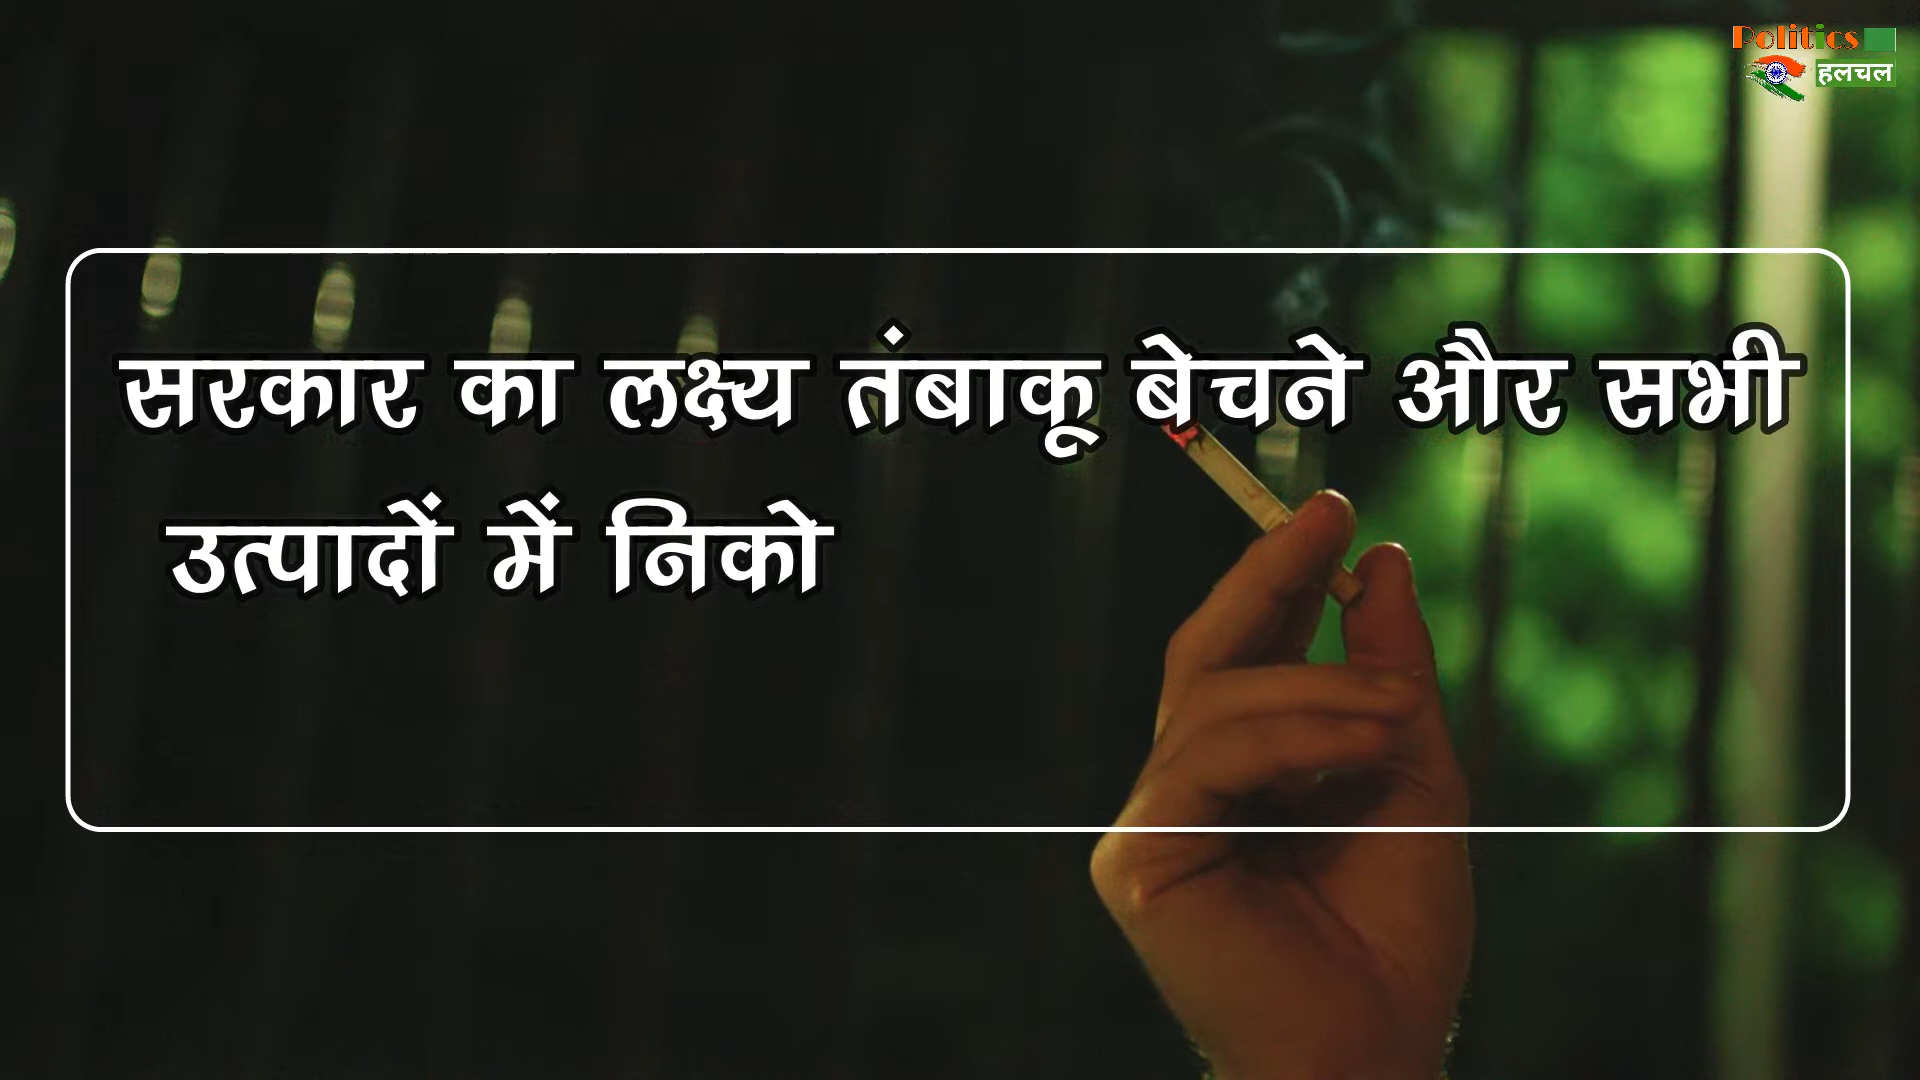 Politics
हलचल
सरकार का लक्ष्य तंबाकू बेचने और सभी
उत्पादों में निको